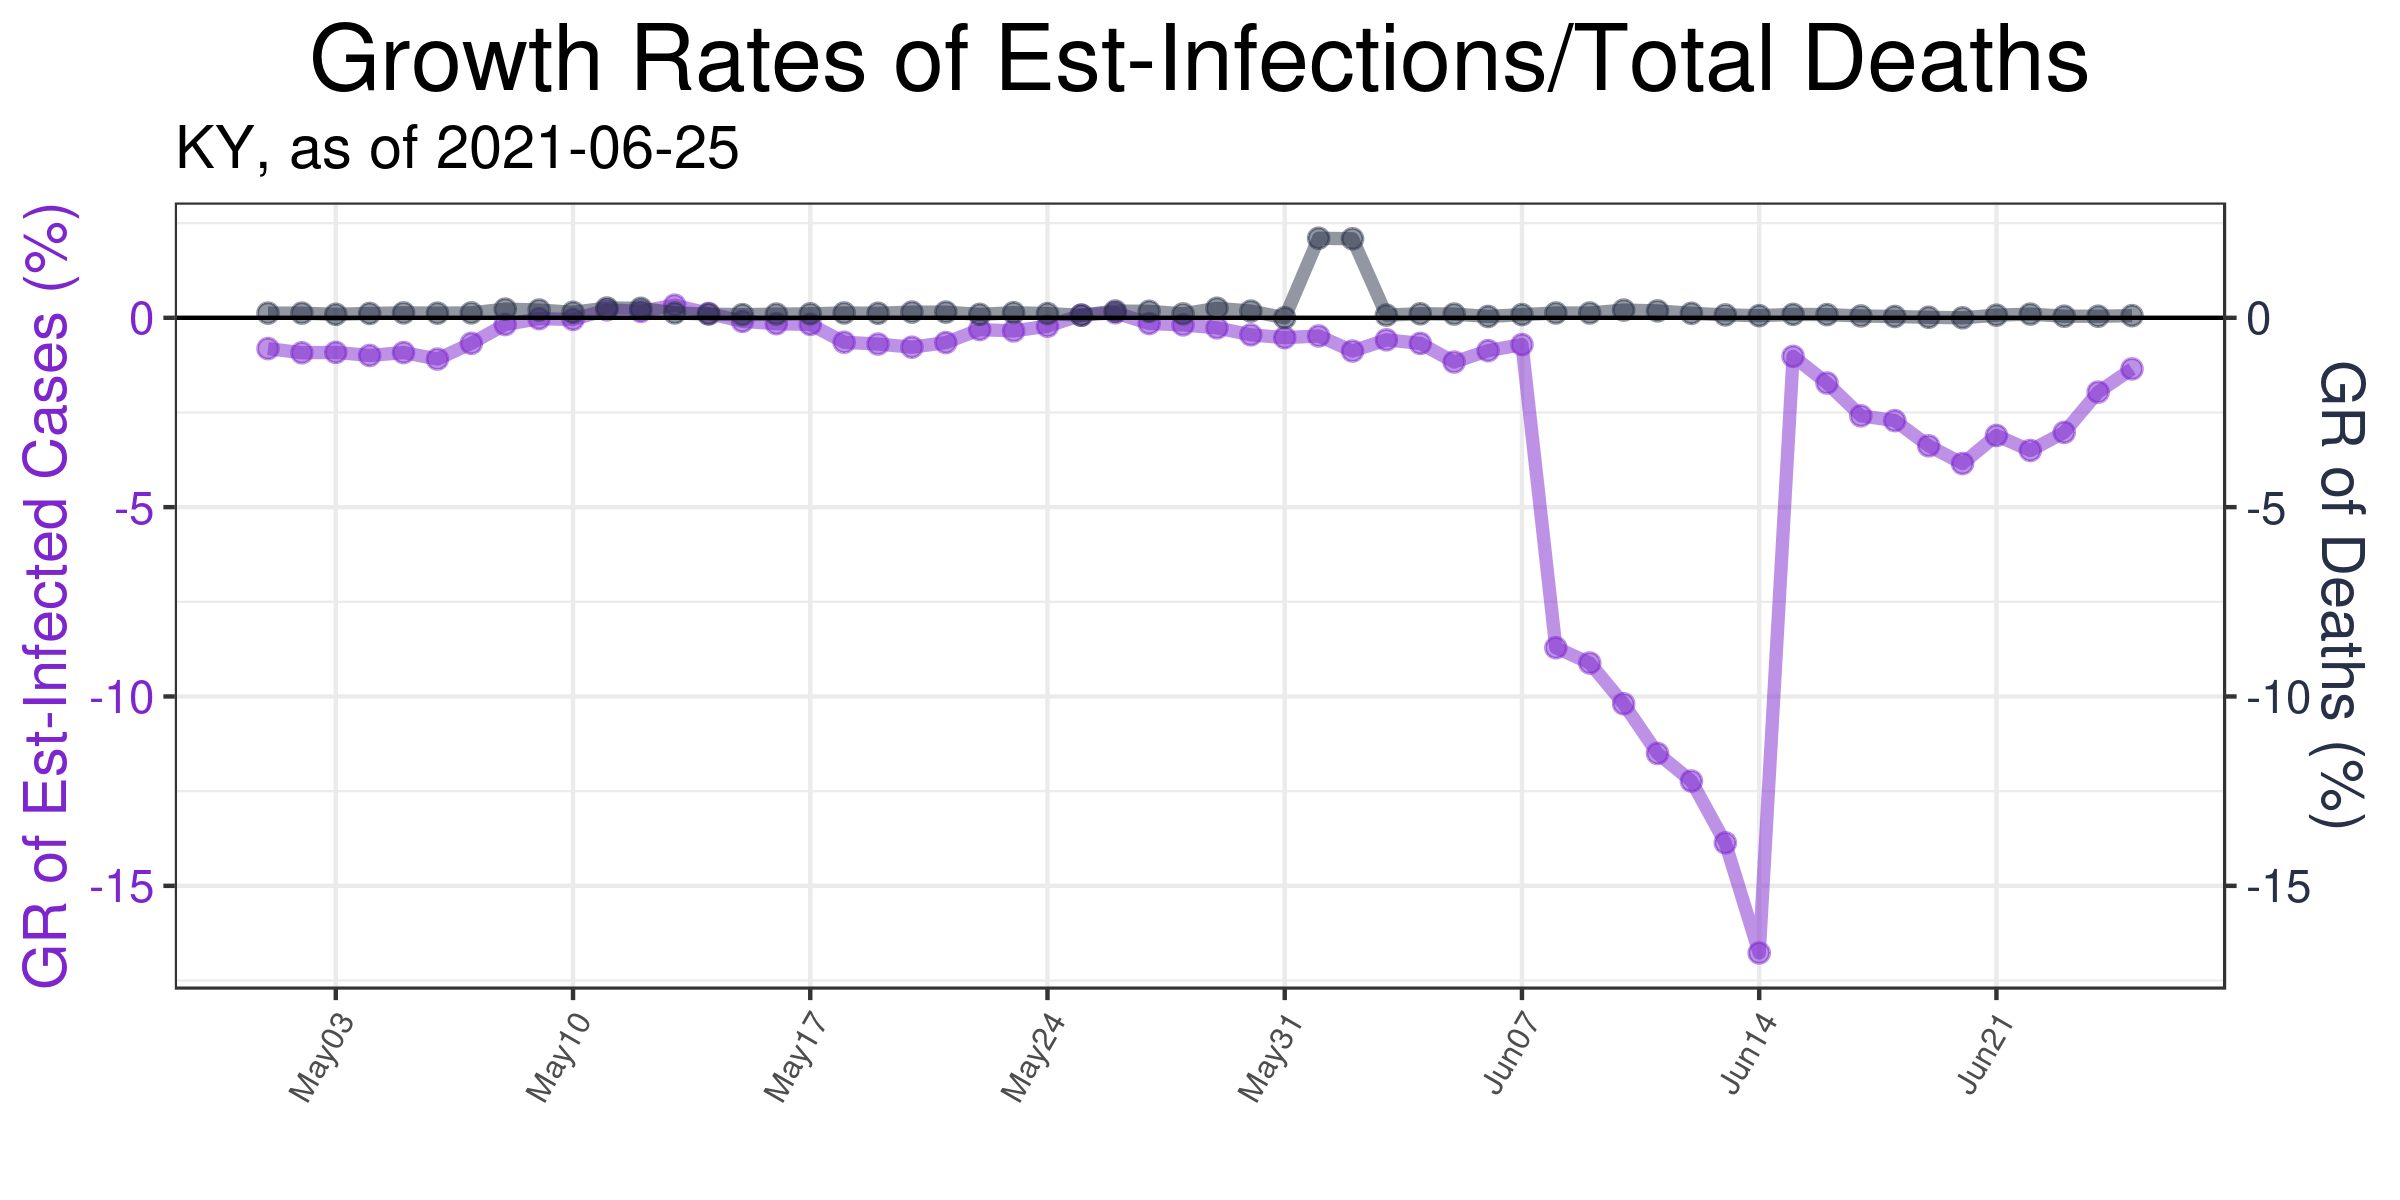 Growth Rates of Est-Infections/Total Deaths
KY, as of 2021-06-25
GR of Est-Infected Cases (%)
0
-5
-10
-15
0
-5
-10
-15
GR of Deaths (%)
May03
May10
May17
May24
May31
Jun07
Jun14
Jun21